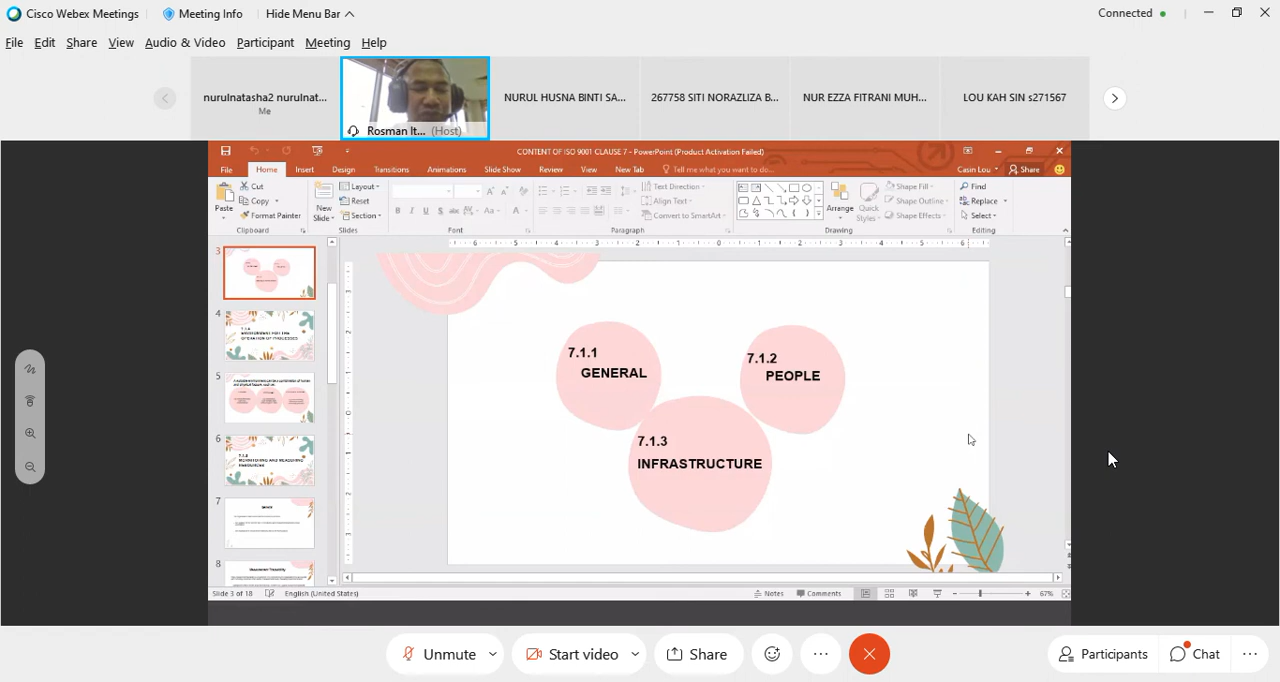 Cisco Webex Meetings
Meeting Info
Hide Menu Bar
Connected
File Edit Share View Audio & Video Participant Meeting Help
nurulnatasha2 nurulnat...
Me
Rosman It... (Host)
NURUL HUSNA BINTI SA...
267758 SITI NORAZLIZA B...
NUR EZZA FITRANI MUH...
LOU KAH SIN s271567
CONTENT OF ISO 9001 CLAUSE 7 - PowerPoint (Product Activation Failed)
File Home Insert Design Transitions Animations Slide Show Review View New Tab Tell me what you want to do... Casin Lou Share
Paste
Cut
Copy
Format Painter
Clipboard
New
Slide
Layout
Reset
Section
Slides
Font
Text Direction
Align Text
Convert to SmartArt
Paragraph
Arrange
Quick
Styles
Shape Fill
Shape Outline
Shape Effects
Drawing
Find
Replace
Select
Editing
3
4
5
6
7
8
7.1.1
GENERAL
7.1.2
PEOPLE
7.1.3
INFRASTRUCTURE
Slide 3 of 18
English (United States)
Notes
Comments
67%
Unmute
Start video
Share
Participants
Chat